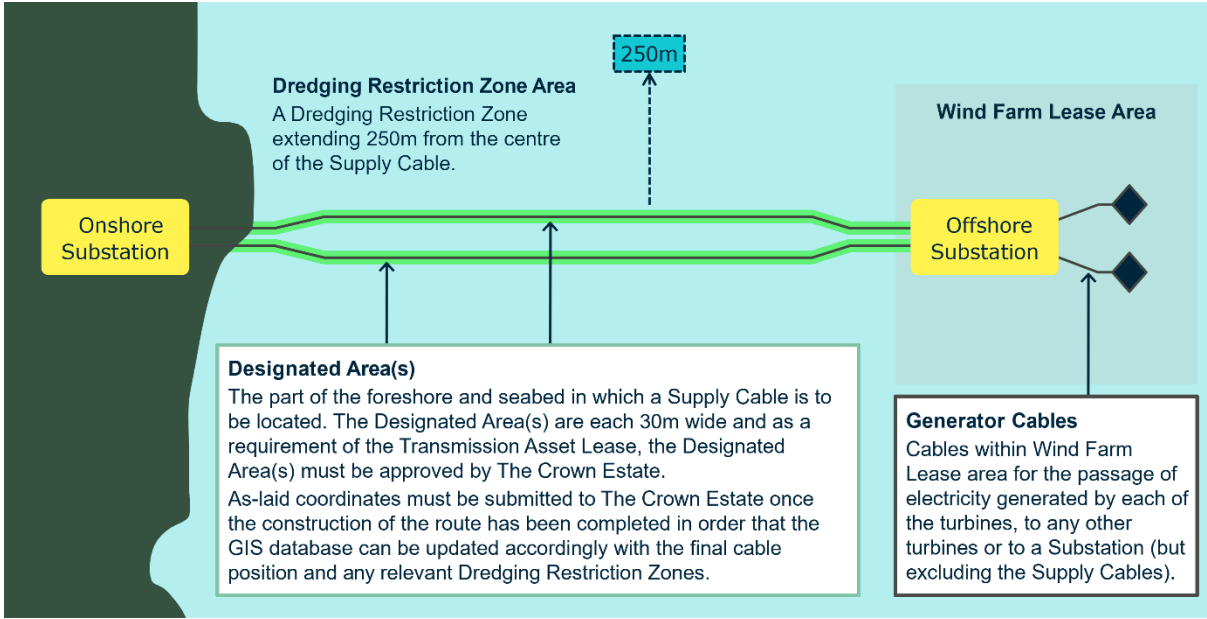 250m
Dredging Restriction Zone Area
A Dredging Restriction Zone
extending 250m from the centre
of the Supply Cable.
Wind Farm Lease Area
Onshore
Substation
Offshore
Substation
Designated Area(s)
The part of the foreshore and seabed in which a Supply Cable is to
be located. The Designated Area(s) are each 30m wide and as a
requirement of the Transmission Asset Lease, the Designated
Area(s) must be approved by The Crown Estate.
As-laid coordinates must be submitted to The Crown Estate once
the construction of the route has been completed in order that the
GIS database can be updated accordingly with the final cable
position and any relevant Dredging Restriction Zones.
Generator Cables
Cables within Wind Farm
Lease area for the passage of
electricity generated by each of
the turbines, to any other
turbines or to a Substation (but
excluding the Supply Cables).